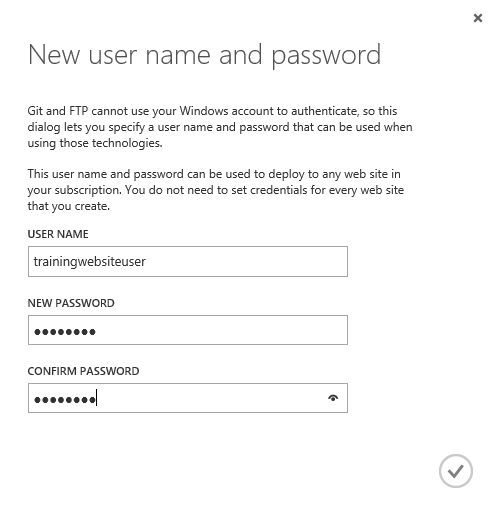 New user name and password
Git and FTP cannot use your Windows account to authenticate, so this
dialog lets you specify a user name and password that can be used when
using those technologies.
This user name and password can be used to deploy to any web site in
your subscription. You do not need to set credentials for every web site
that you create.
USER NAME
trainingwebsiteuser
NEW PASSWORD
●●●●●●●●
CONFIRM PASSWORD
●●●●●●●●